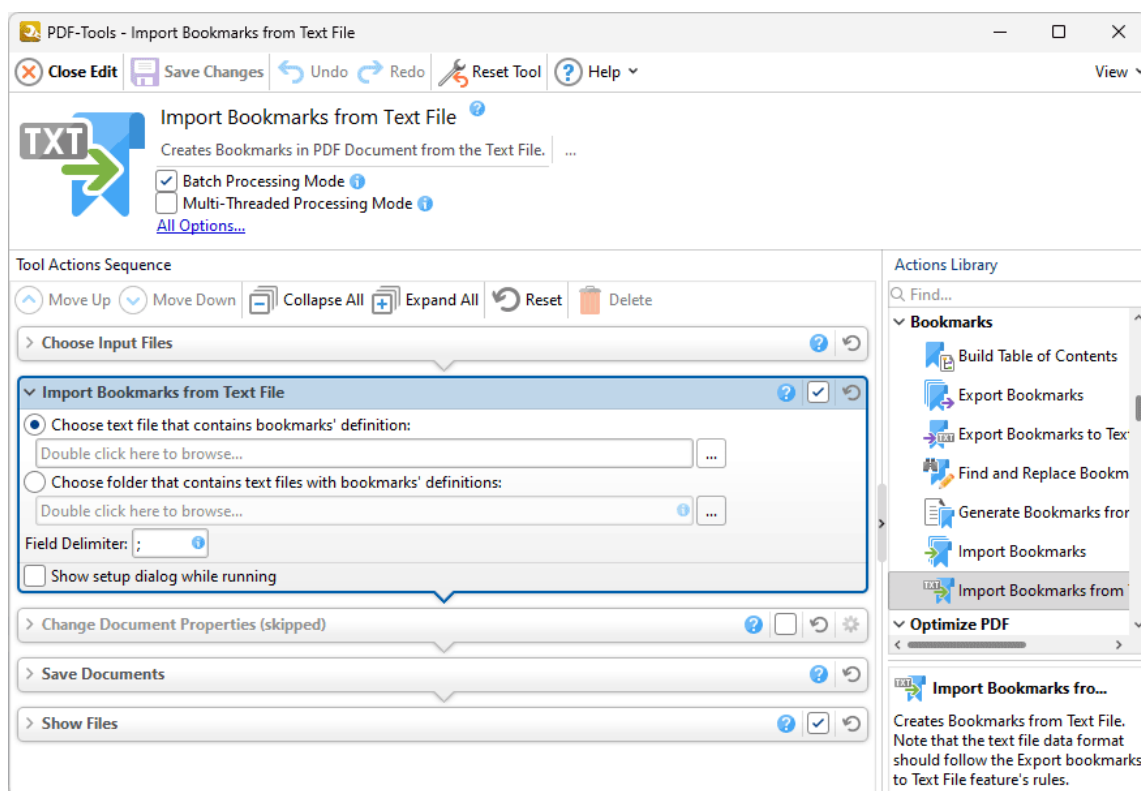 PDF-Tools - Import Bookmarks from Text File
Close Edit Save Changes Undo Redo Reset Tool ? Help View
TXT
Import Bookmarks from Text File ?
Creates Bookmarks in PDF Document from the Text File. ...
Batch Processing Mode
Multi-Threaded Processing Mode
All Options...
Tool Actions Sequence
Move Up Move Down Collapse All Expand All Reset Delete
Choose Input Files ?
Import Bookmarks from Text File ?
Choose text file that contains bookmarks' definition:
Double click here to browse... ...
Choose folder that contains text files with bookmarks' definitions:
Double click here to browse... ...
Field Delimiter: ;
Show setup dialog while running
Change Document Properties (skipped) ?
Save Documents ?
Show Files ?
Actions Library
Find...
Bookmarks
Build Table of Contents
Export Bookmarks
Export Bookmarks to Tex
Find and Replace Bookm
Generate Bookmarks from
Import Bookmarks
Import Bookmarks from
Optimize PDF
TXT Import Bookmarks fro...
Creates Bookmarks from Text File.
Note that the text file data format
should follow the Export bookmarks
to Text File feature's rules.